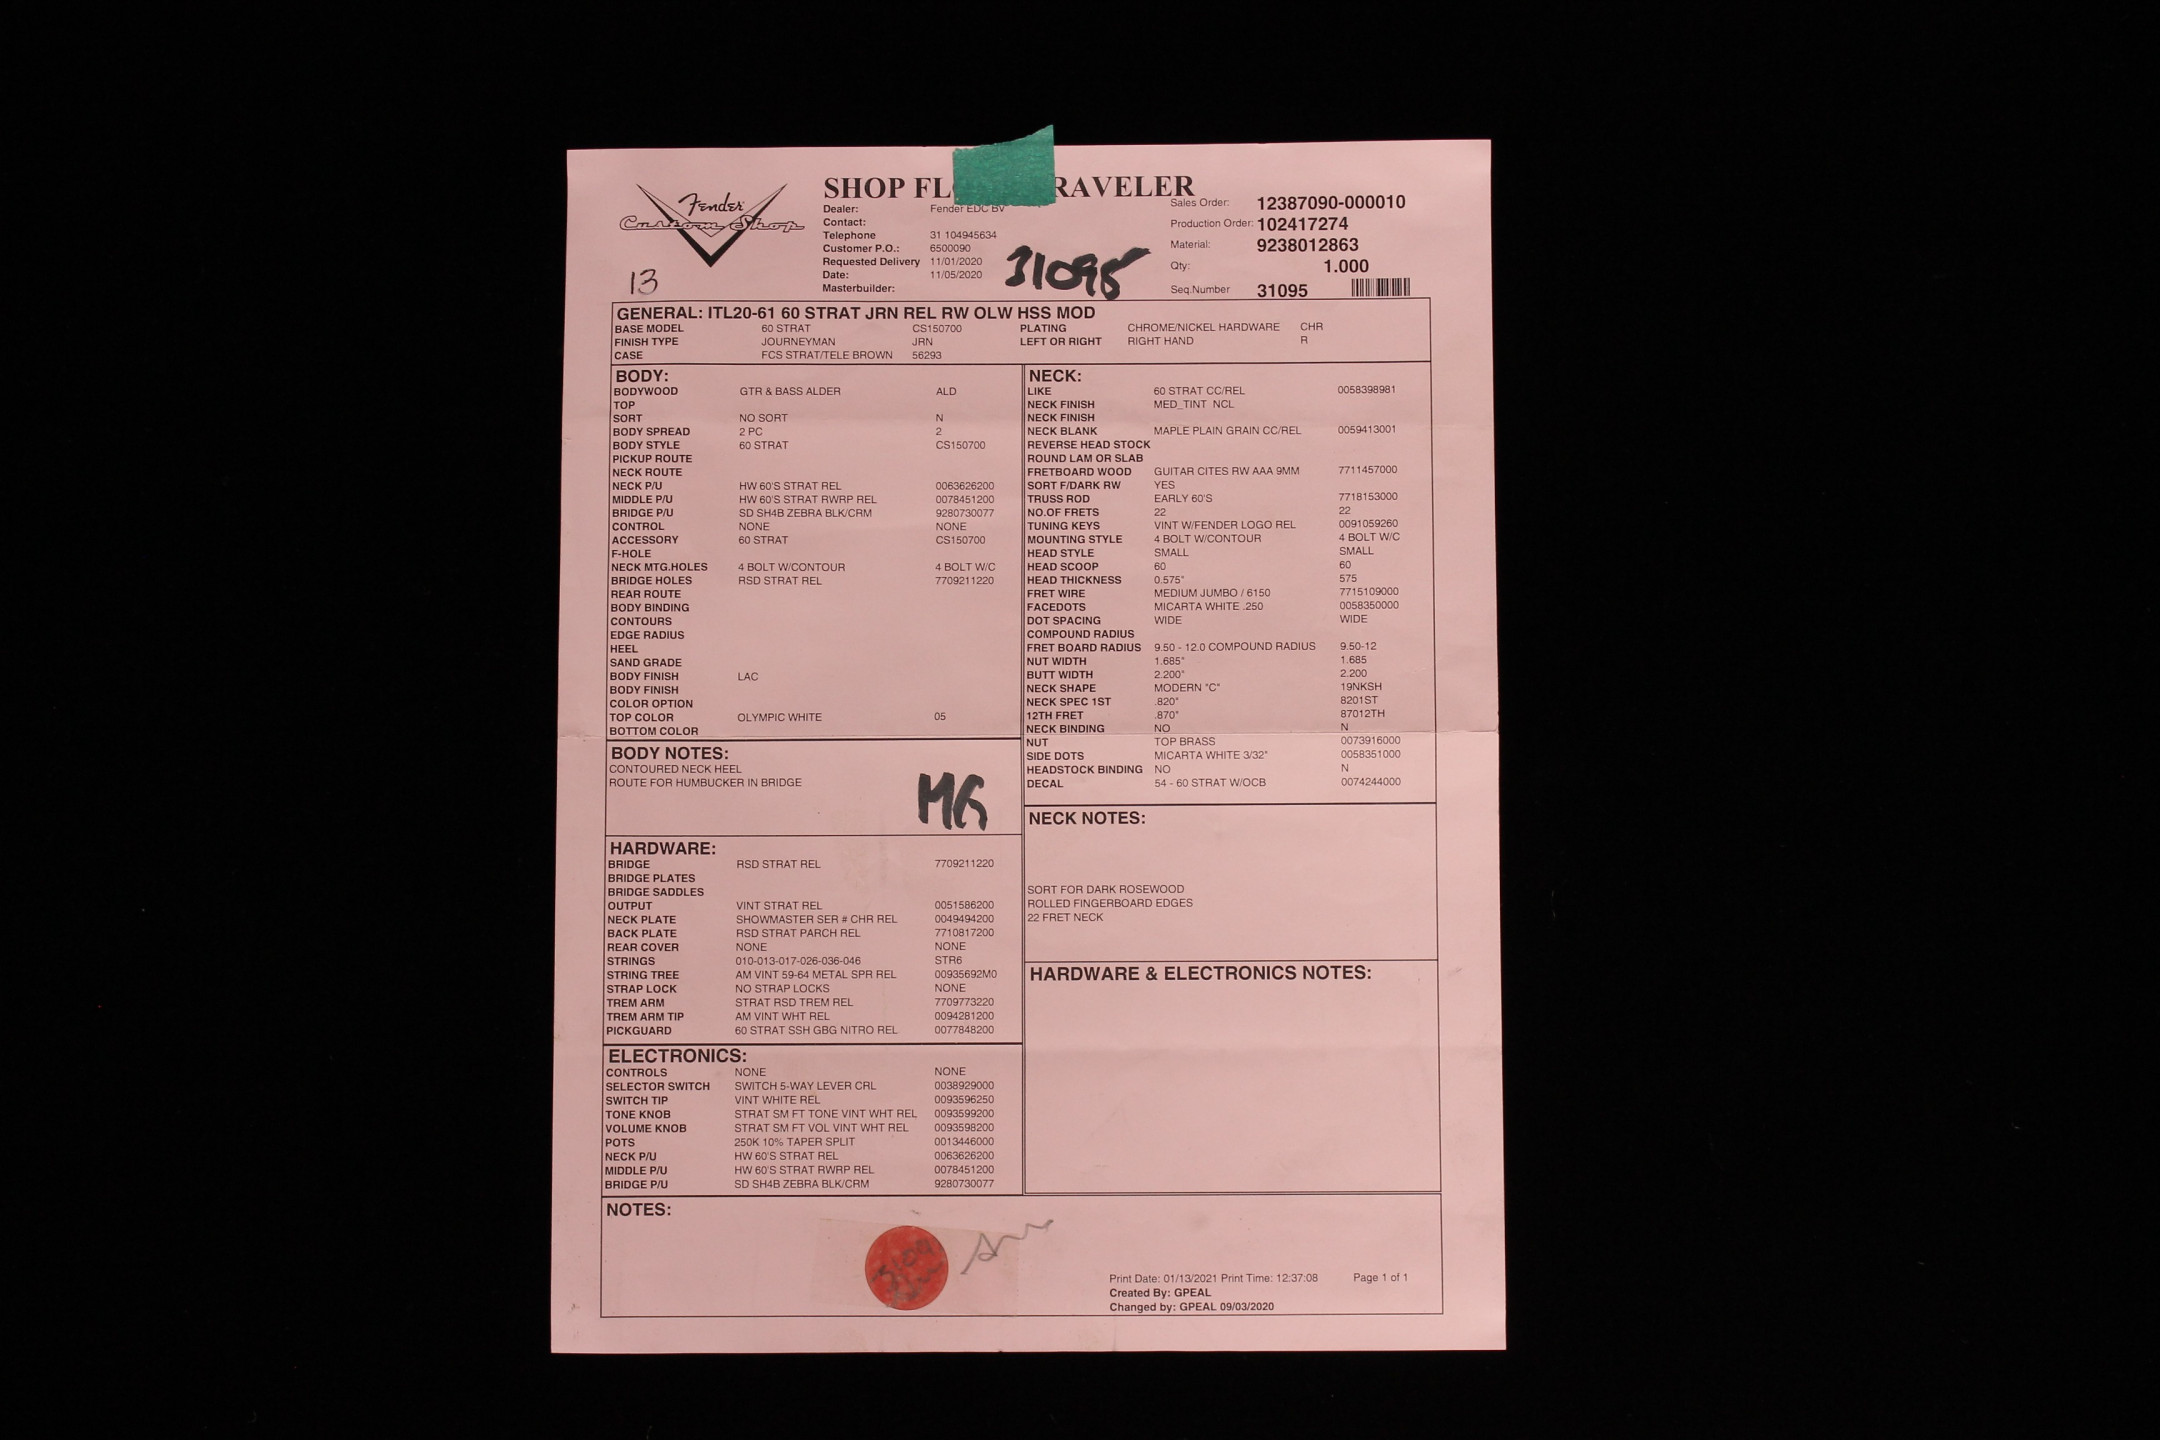 Fender
Custom Shop
13
SHOP FL RAVELER
Dealer: Fender EDC BV
Contact:
Telephone 31 104945634
Customer P.O.: 6500090
Requested Delivery 11/01/2020
Date: 11/05/2020
Masterbuilder:
31095
Sales Order: 12387090-000010
Production Order: 102417274
Material: 9238012863
Qty: 1.000
Seq.Number 31095
GENERAL: ITL20-61 60 STRAT JRN REL RW OLW HSS MOD
BASE MODEL 60 STRAT CS150700 PLATING CHROME/NICKEL HARDWARE CHR
FINISH TYPE JOURNEYMAN JRN LEFT OR RIGHT RIGHT HAND R
CASE FCS STRAT/TELE BROWN 56293
BODY:
BODYWOOD GTR & BASS ALDER ALD
TOP
SORT NO SORT N
BODY SPREAD 2 PC 2
BODY STYLE 60 STRAT CS150700
PICKUP ROUTE
NECK ROUTE
NECK P/U HW 60'S STRAT REL 0063626200
MIDDLE P/U HW 60'S STRAT RWRP REL 0078451200
BRIDGE P/U SD SH4B ZEBRA BLK/CRM 9280730077
CONTROL NONE NONE
ACCESSORY 60 STRAT CS150700
F-HOLE
NECK MTG.HOLES 4 BOLT W/CONTOUR 4 BOLT W/C
BRIDGE HOLES RSD STRAT REL 7709211220
REAR ROUTE
BODY BINDING
CONTOURS
EDGE RADIUS
HEEL
SAND GRADE
BODY FINISH LAC
BODY FINISH
COLOR OPTION
TOP COLOR OLYMPIC WHITE 05
BOTTOM COLOR
BODY NOTES:
CONTOURED NECK HEEL
ROUTE FOR HUMBUCKER IN BRIDGE
MG
HARDWARE:
BRIDGE RSD STRAT REL 7709211220
BRIDGE PLATES
BRIDGE SADDLES
OUTPUT VINT STRAT REL 0051586200
NECK PLATE SHOWMASTER SER # CHR REL 0049494200
BACK PLATE RSD STRAT PARCH REL 7710817200
REAR COVER NONE NONE
STRINGS 010-013-017-026-036-046 STR6
STRING TREE AM VINT 59-64 METAL SPR REL 00935692M0
STRAP LOCK NO STRAP LOCKS NONE
TREM ARM STRAT RSD TREM REL 7709773220
TREM ARM TIP AM VINT WHT REL 0094281200
PICKGUARD 60 STRAT SSH GBG NITRO REL 0077848200
ELECTRONICS:
CONTROLS NONE NONE
SELECTOR SWITCH SWITCH 5-WAY LEVER CRL 0038929000
SWITCH TIP VINT WHITE REL 0093596250
TONE KNOB STRAT SM FT TONE VINT WHT REL 0093599200
VOLUME KNOB STRAT SM FT VOL VINT WHT REL 0093598200
POTS 250K 10% TAPER SPLIT 0013446000
NECK P/U HW 60'S STRAT REL 0063626200
MIDDLE P/U HW 60'S STRAT RWRP REL 0078451200
BRIDGE P/U SD SH4B ZEBRA BLK/CRM 9280730077
NECK:
LIKE 60 STRAT CC/REL 0058398981
NECK FINISH MED_TINT NCL
NECK FINISH
NECK BLANK MAPLE PLAIN GRAIN CC/REL 0059413001
REVERSE HEAD STOCK
ROUND LAM OR SLAB
FRETBOARD WOOD GUITAR CITES RW AAA 9MM 7711457000
SORT F/DARK RW YES
TRUSS ROD EARLY 60'S 7718153000
NO.OF FRETS 22 22
TUNING KEYS VINT W/FENDER LOGO REL 0091059260
MOUNTING STYLE 4 BOLT W/CONTOUR 4 BOLT W/C
HEAD STYLE SMALL SMALL
HEAD SCOOP 60 60
HEAD THICKNESS 0.575" 575
FRET WIRE MEDIUM JUMBO / 6150 7715109000
FACEDOTS MICARTA WHITE .250 0058350000
DOT SPACING WIDE WIDE
COMPOUND RADIUS
FRET BOARD RADIUS 9.50 - 12.0 COMPOUND RADIUS 9.50-12
NUT WIDTH 1.685" 1.685
BUTT WIDTH 2.200" 2.200
NECK SHAPE MODERN "C" 19NKSH
NECK SPEC 1ST .820" 8201ST
12TH FRET .870" 87012TH
NECK BINDING NO N
NUT TOP BRASS 0073916000
SIDE DOTS MICARTA WHITE 3/32" 0058351000
HEADSTOCK BINDING NO N
DECAL 54 - 60 STRAT W/OCB 0074244000
NECK NOTES:
SORT FOR DARK ROSEWOOD
ROLLED FINGERBOARD EDGES
22 FRET NECK
HARDWARE & ELECTRONICS NOTES:
NOTES:
Print Date: 01/13/2021 Print Time: 12:37:08 Page 1 of 1
Created By: GPEAL
Changed by: GPEAL 09/03/2020